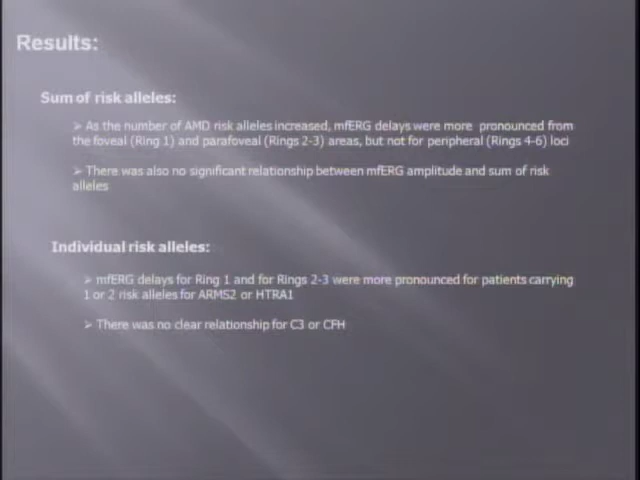 Results:
Sum of risk alleles:
➢ As the number of AMD risk alleles increased, mfERG delays were more pronounced from
the foveal (Ring 1) and parafoveal (Rings 2-3) areas, but not for peripheral (Rings 4-6) loci
➢ There was also no significant relationship between mfERG amplitude and sum of risk
alleles
Individual risk alleles:
➢ mfERG delays for Ring 1 and for Rings 2-3 were more pronounced for patients carrying
1 or 2 risk alleles for ARMS2 or HTRA1
➢ There was no clear relationship for C3 or CFH